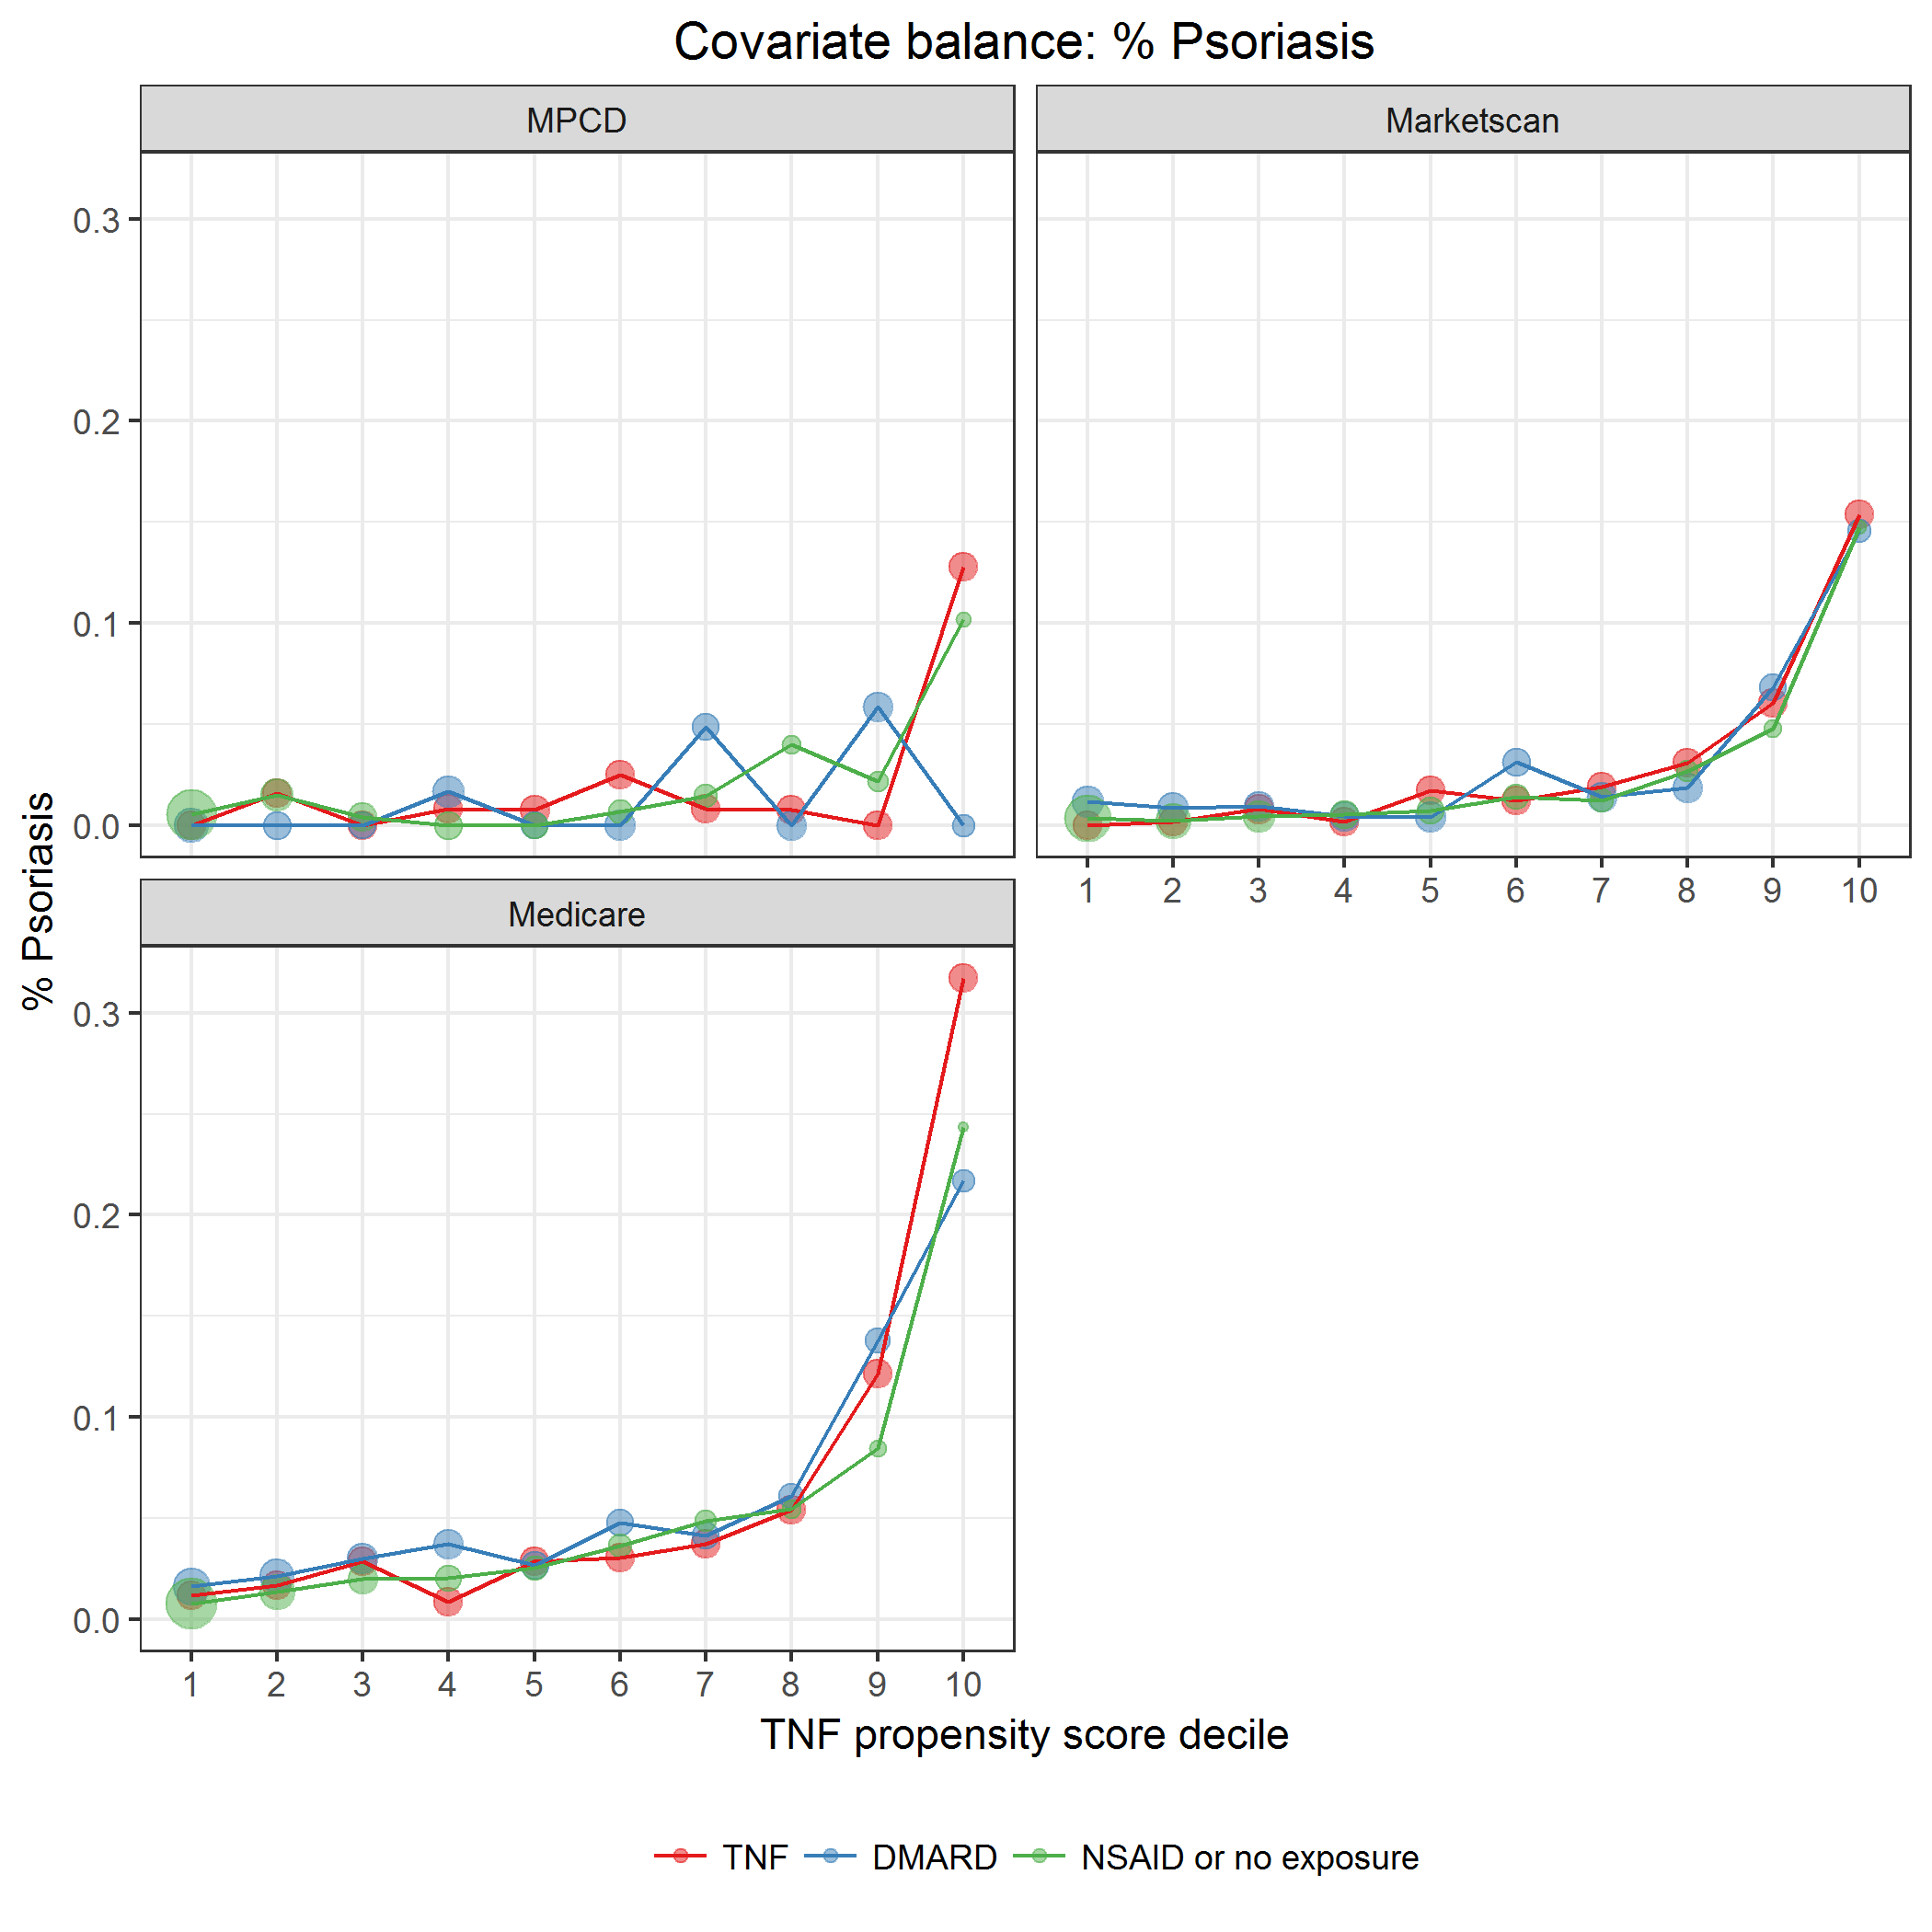 Covariate balance: % Psoriasis
MPCD
Marketscan
0.3
0.2
0.1
0.0
1 2 3 4 5 6 7 8 9 10
Medicare
0.3
0.2
0.1
0.0
1 2 3 4 5 6 7 8 9 10
% Psoriasis
TNF propensity score decile
TNF DMARD NSAID or no exposure